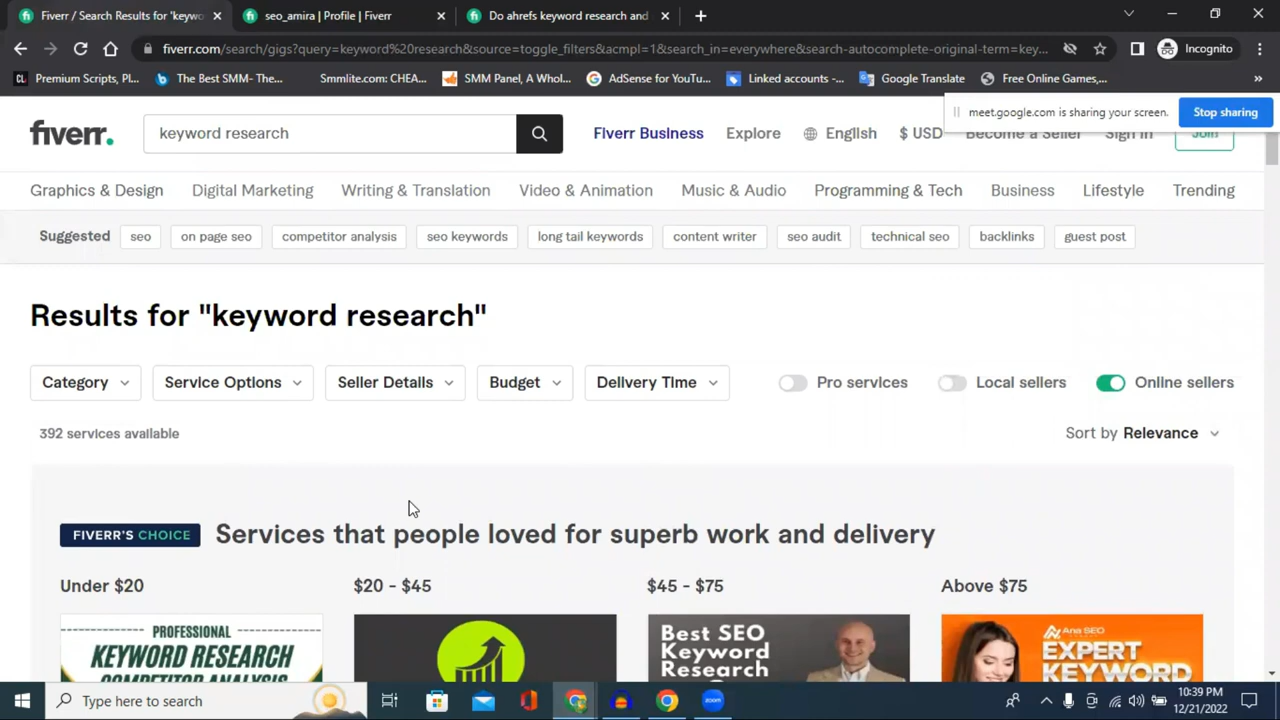 Fiverr / Search Results for 'keywo
seo_amira | Profile | Fiverr
Do ahrefs keyword research and
fiverr.com/search/gigs?query=keyword%20research&source=toggle_filters&acmpl=1&search_in=everywhere&search-autocomplete-original-term=key...
Incognito
Premium Scripts, Pl...
The Best SMM- The...
Smmlite.com: CHEA...
SMM Panel, A Whol...
AdSense for YouTu...
Linked accounts -...
Google Translate
Free Online Games,...
meet.google.com is sharing your screen.
Stop sharing
fiverr.
keyword research
Fiverr Business
Explore
English
$ USD
Become a Seller
Sign in
Join
Graphics & Design
Digital Marketing
Writing & Translation
Video & Animation
Music & Audio
Programming & Tech
Business
Lifestyle
Trending
Suggested
seo
on page seo
competitor analysis
seo keywords
long tail keywords
content writer
seo audit
technical seo
backlinks
guest post
Results for "keyword research"
Category
Service Options
Seller Details
Budget
Delivery Time
Pro services
Local sellers
Online sellers
392 services available
Sort by Relevance
FIVERR'S CHOICE
Services that people loved for superb work and delivery
Under $20
$20 - $45
$45 - $75
Above $75
PROFESSIONAL
KEYWORD RESEARCH
COMPETITOR ANALYSIS
Best SEO
Keyword
Research
Ana SEO
EXPERT
KEYWORD
Type here to search
zoom
10:39 PM
12/21/2022